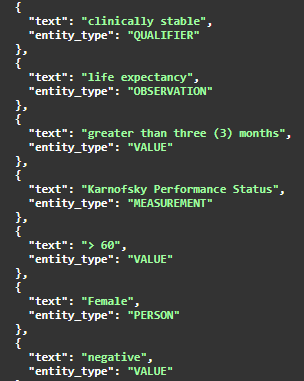 {
"text": "clinically stable",
"entity_type": "QUALIFIER"
},
{
"text": "life expectancy",
"entity_type": "OBSERVATION"
},
{
"text": "greater than three (3) months",
"entity_type": "VALUE"
},
{
"text": "Karnofsky Performance Status",
"entity_type": "MEASUREMENT"
},
{
"text": "> 60",
"entity_type": "VALUE"
},
{
"text": "Female",
"entity_type": "PERSON"
},
{
"text": "negative",
"entity_type": "VALUE"